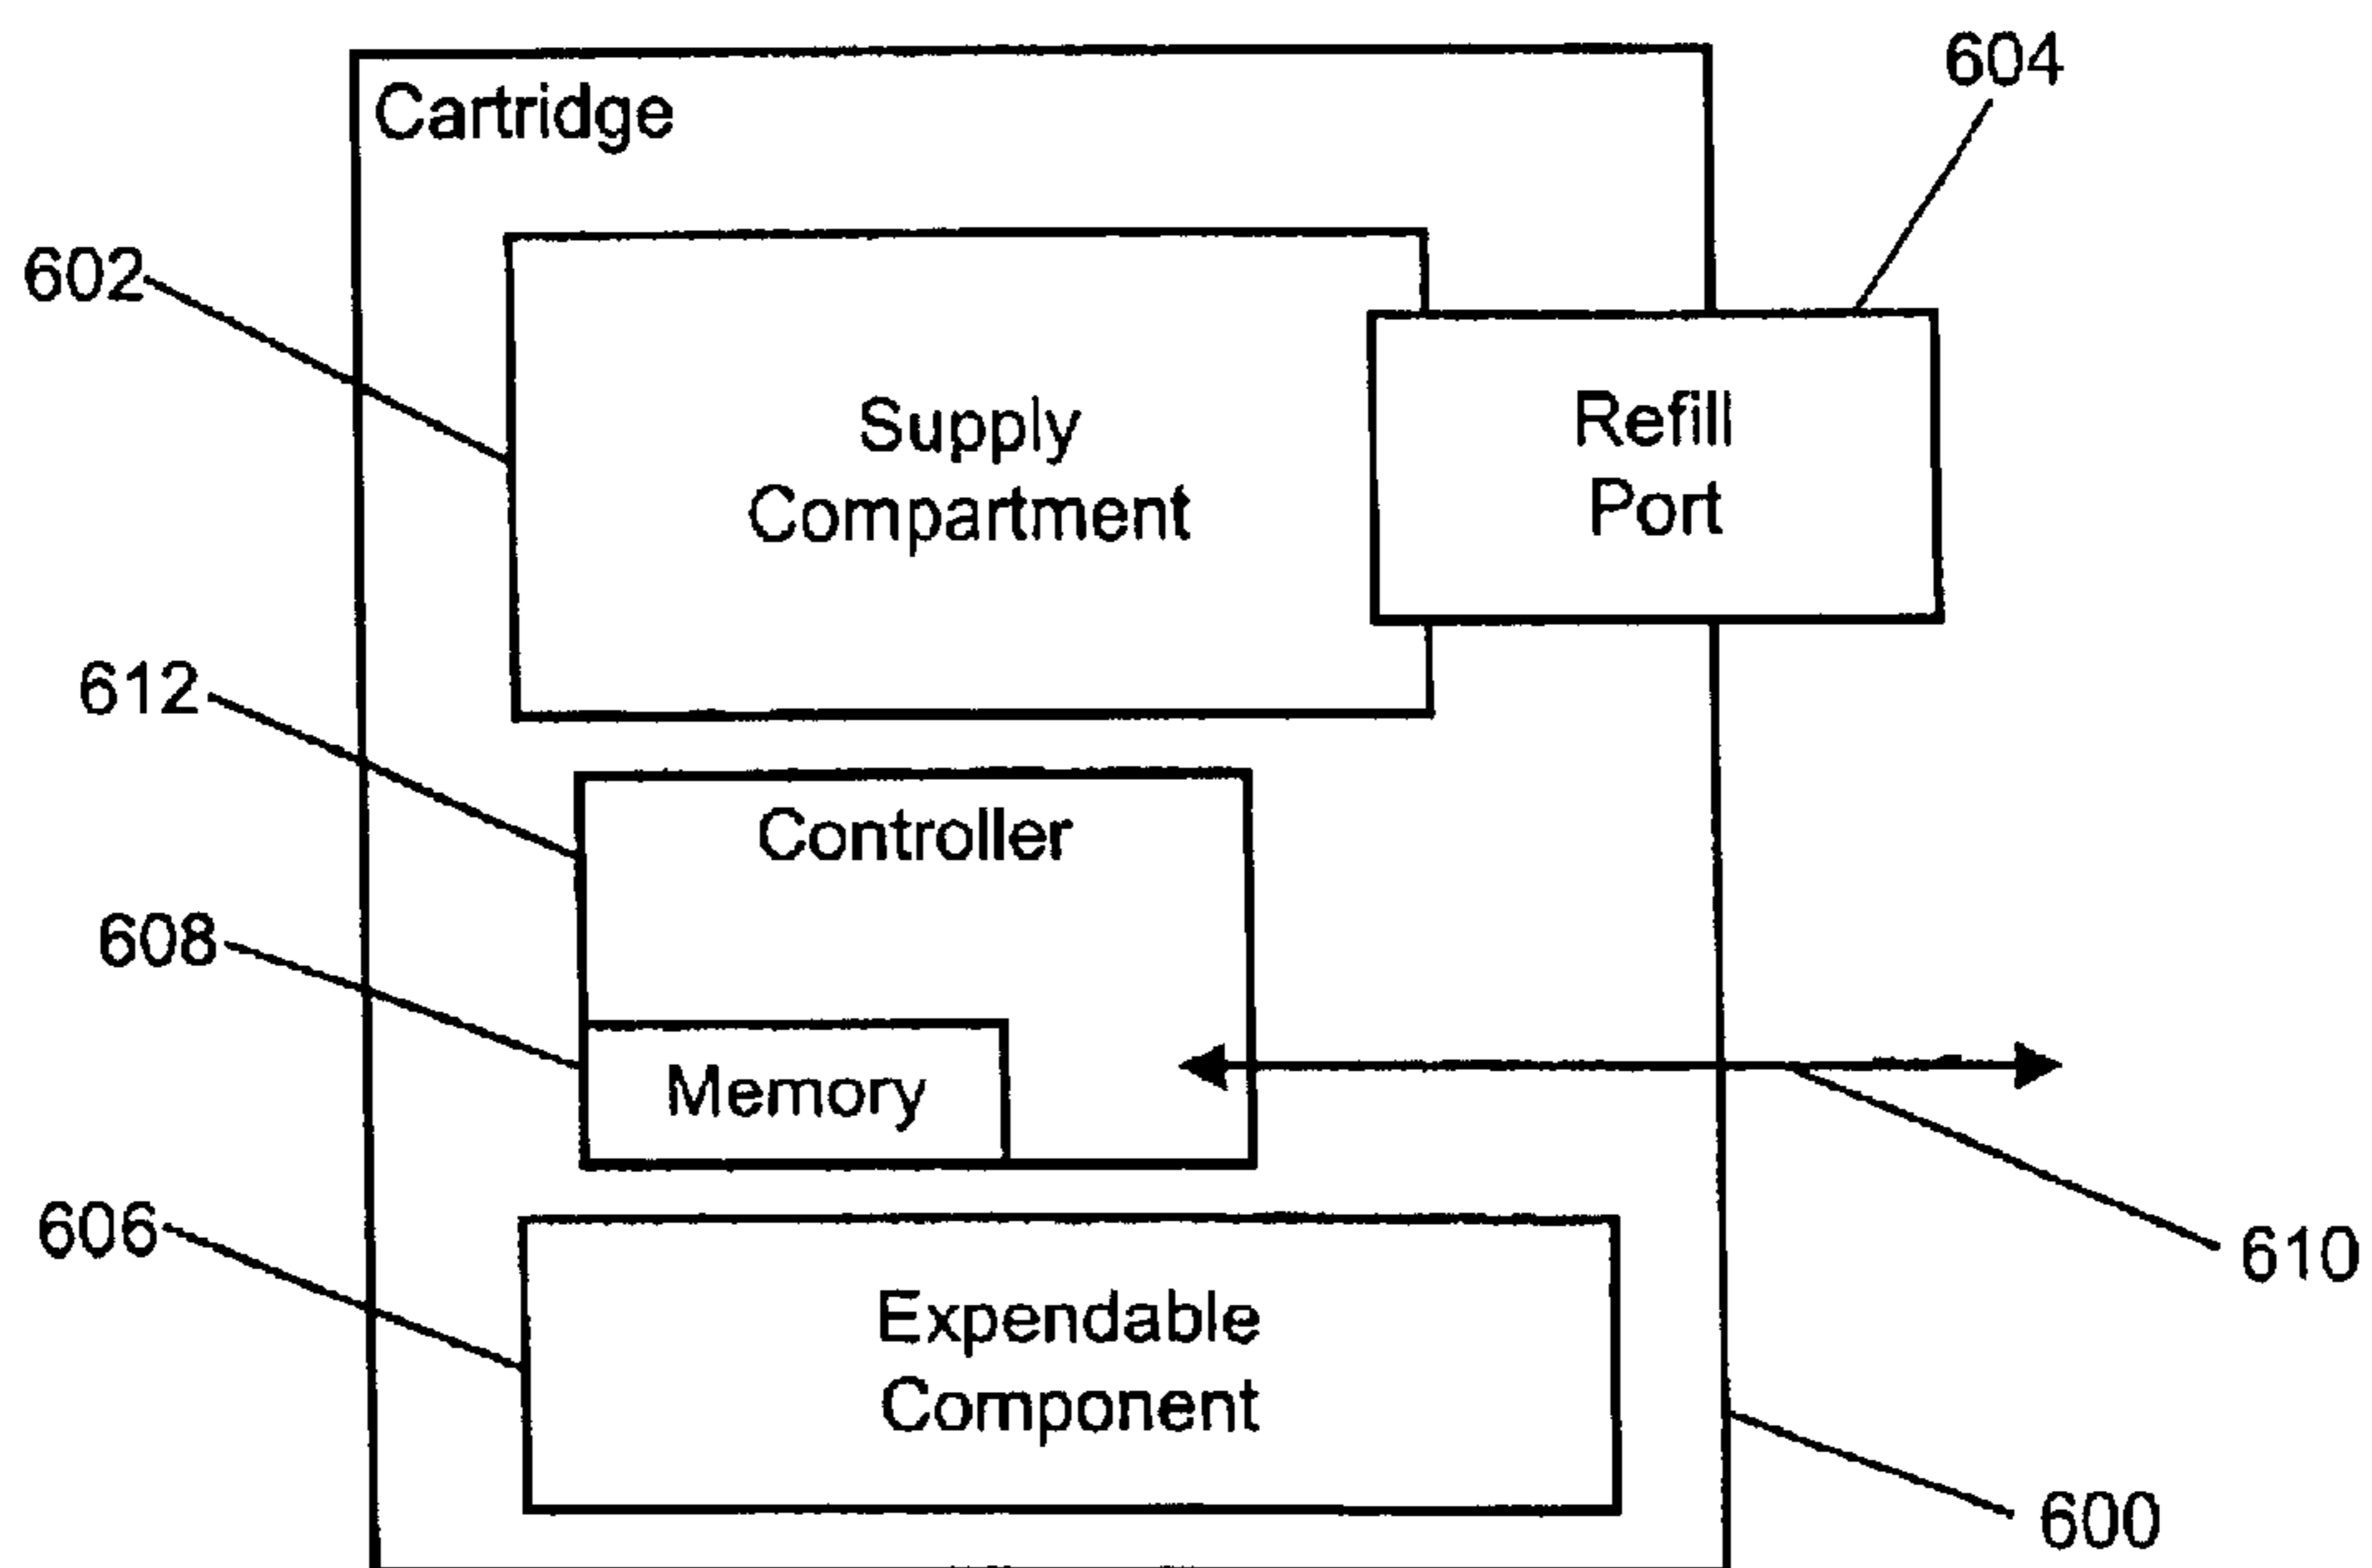 604
Cartridge
602
Supply
Compartment
Refill
Port
612
Controller
608
Memory
606
Expendable
Component
610
600